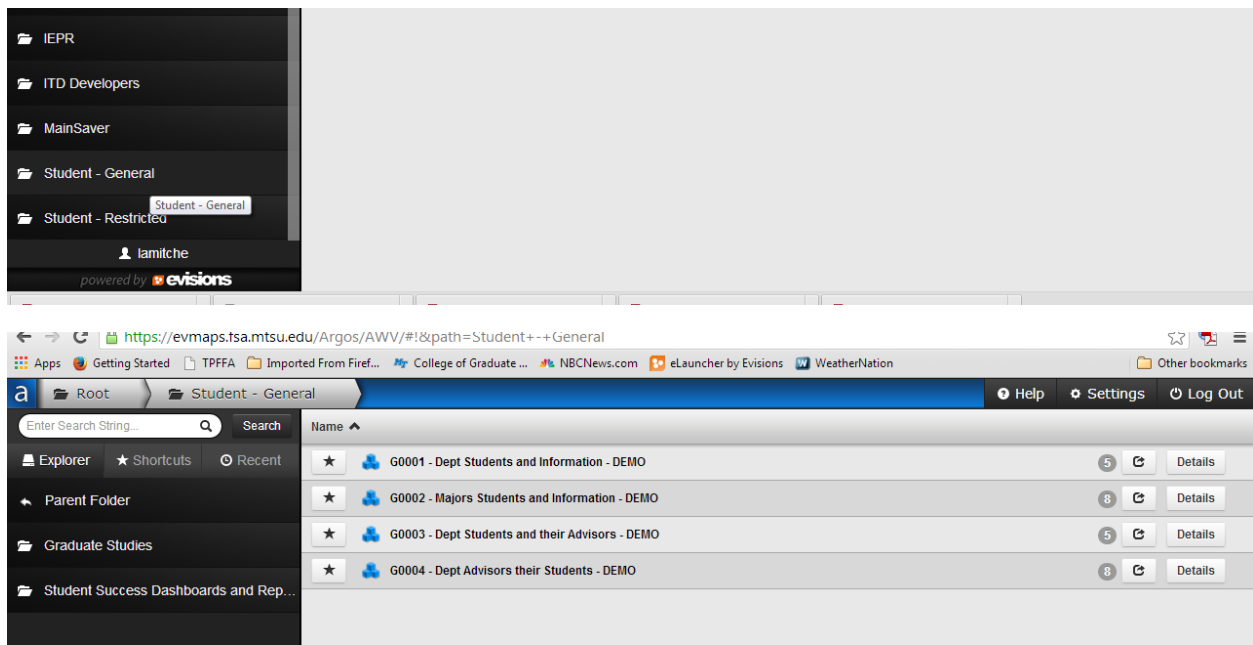 IEPR
ITD Developers
MainSaver
Student - General
Student - General
Student - Restricted
lamitche
powered by evisions
https://evmaps.fsa.mtsu.edu/Argos/AWV/#!&path=Student+-+General
Apps Getting Started TPFFA Imported From Firef... College of Graduate ... NBCNews.com eLauncher by Evisions WeatherNation Other bookmarks
a Root Student - General Help Settings Log Out
Enter Search String... Search Name
Explorer Shortcuts Recent
G0001 - Dept Students and Information - DEMO 5 Details
Parent Folder
G0002 - Majors Students and Information - DEMO 8 Details
Graduate Studies
G0003 - Dept Students and their Advisors - DEMO 5 Details
G0004 - Dept Advisors their Students - DEMO 8 Details
Student Success Dashboards and Rep...